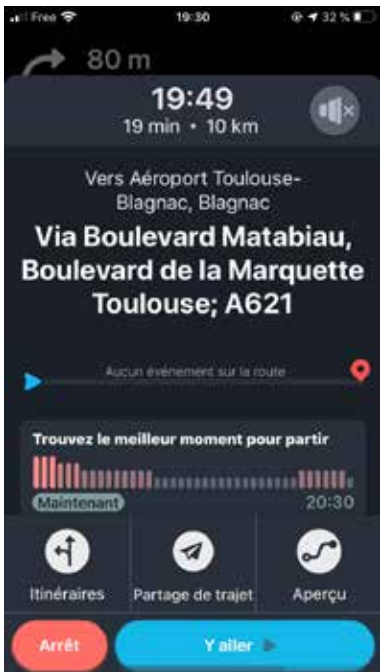 Free
19:30
32 %
80 m
19:49
19 min • 10 km
Vers Aéroport Toulouse-
Blagnac, Blagnac
Via Boulevard Matabiau,
Boulevard de la Marquette
Toulouse; A621
Aucun événement sur la route
Trouvez le meilleur moment pour partir
Maintenant
20:30
Itinéraires
Partage de trajet
Aperçu
Arrêt
Y aller